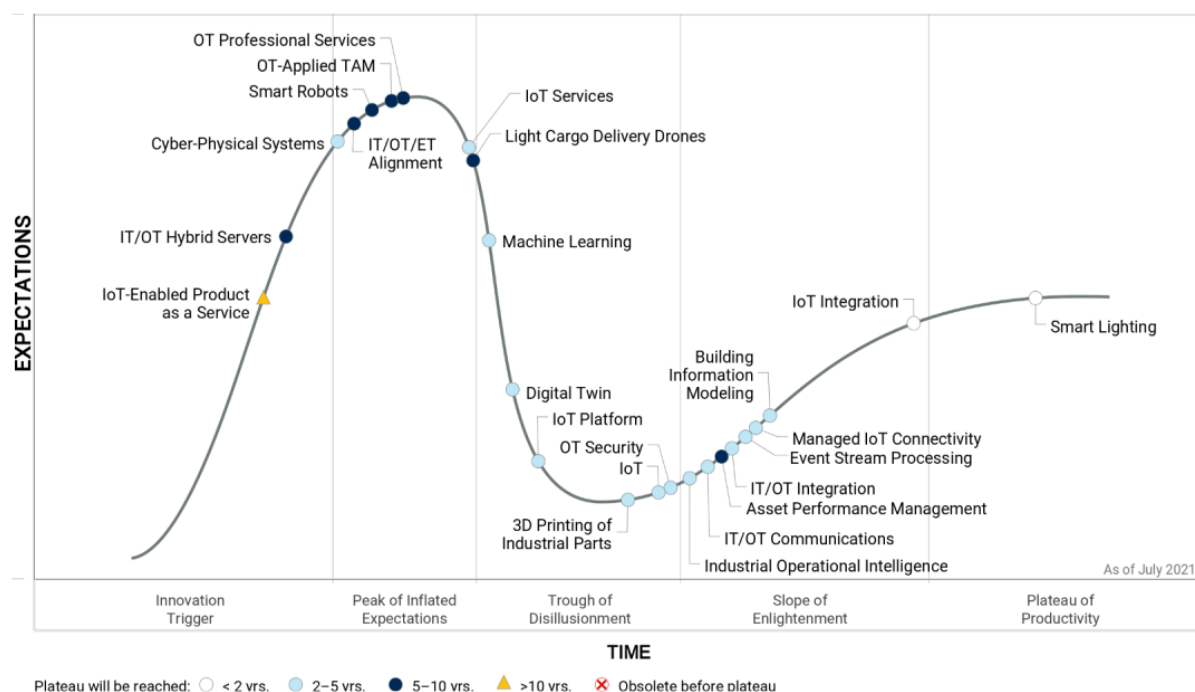 OT Professional Services
OT-Applied TAM
Smart Robots
Cyber-Physical Systems
IT/OT/ET
Alignment
IoT Services
Light Cargo Delivery Drones
IT/OT Hybrid Servers
Machine Learning
IoT-Enabled Product
as a Service
EXPECTATIONS
IoT Integration
Smart Lighting
Building
Information
Modeling
Digital Twin
IoT Platform
OT Security
IoT
Managed IoT Connectivity
Event Stream Processing
IT/OT Integration
Asset Performance Management
3D Printing of
Industrial Parts
IT/OT Communications
Industrial Operational Intelligence
As of July 2021
Innovation
Trigger
Peak of Inflated
Expectations
Trough of
Disillusionment
Slope of
Enlightenment
Plateau of
Productivity
TIME
Plateau will be reached: < 2 yrs. 2–5 yrs. 5–10 yrs. >10 yrs. Obsolete before plateau